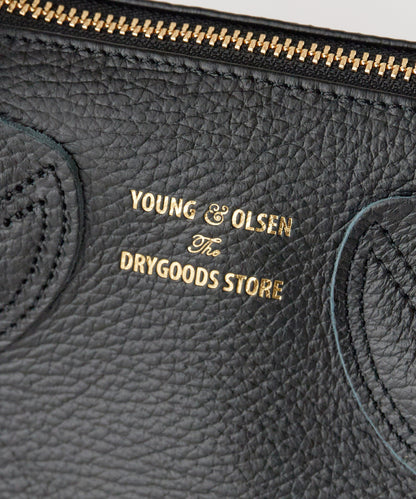 YOUNG & OLSEN
The
DRYGOODS STORE